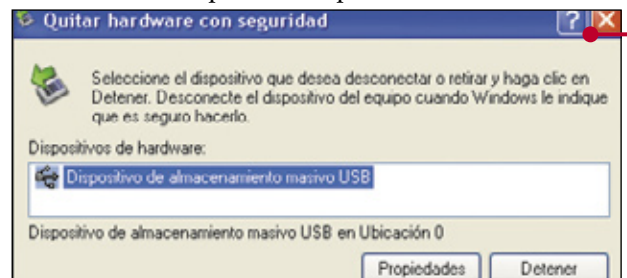 Quitar hardware con seguridad
Seleccione el dispositivo que desea desconectar o retirar y haga clic en
Detener. Desconecte el dispositivo del equipo cuando Windows le indique
que es seguro hacerlo.
Dispositivos de hardware:
Dispositivo de almacenamiento masivo USB
Dispositivo de almacenamiento masivo USB en Ubicación 0
Propiedades Detener